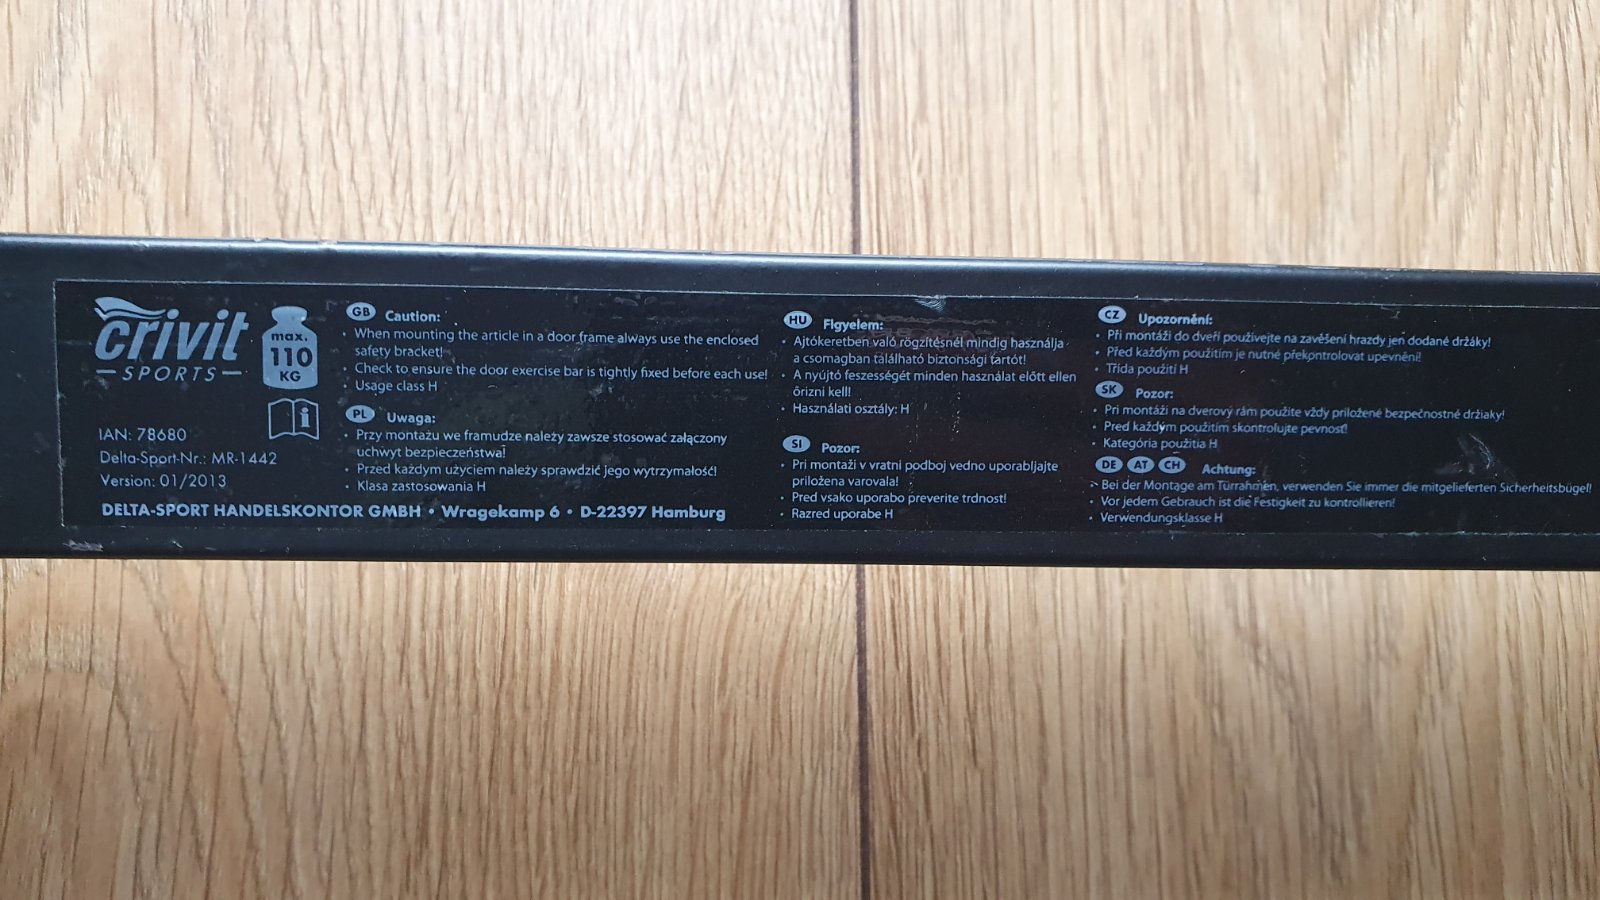 crivit
SPORTS
max.
110
KG
IAN: 78680
Delta-Sport-Nr.: MR-1442
Version: 01/2013
DELTA-SPORT HANDELSKONTOR GMBH • Wragekamp 6 • D-22397 Hamburg
GB Caution:
• When mounting the article in a door frame always use the enclosed
safety bracket!
• Check to ensure the door exercise bar is tightly fixed before each use!
• Usage class H
PL Uwaga:
• Przy montażu we framudze należy zawsze stosować załączony
uchwyt bezpieczeństwa!
• Przed każdym użyciem należy sprawdzić jego wytrzymałość!
• Klasa zastosowania H
HU Figyelem:
• Ajtókeretben való rögzítésnél mindig használja
a csomagban található biztonsági tartót!
• A nyújtó feszességét minden használat előtt ellen
őrizni kell!
• Használati osztály: H
SI Pozor:
• Pri montaži v vratni podboj vedno uporabljajte
priložena varovala!
• Pred vsako uporabo preverite trdnost!
• Razred uporabe H
CZ Upozornění:
• Při montáži do dveří používejte na zavěšení hrazdy jen dodané držáky!
• Před každým použitím je nutné překontrolovat upevnění!
• Třída použití H
SK Pozor:
• Pri montáži na dverový rám použite vždy priložené bezpečnostné držiaky!
• Pred každým použitím skontrolujte pevnosť!
• Kategória použitia H
DE AT CH Achtung:
• Bei der Montage am Türrahmen, verwenden Sie immer die mitgelieferten Sicherheitsbügel!
• Vor jedem Gebrauch ist die Festigkeit zu kontrollieren!
• Verwendungsklasse H